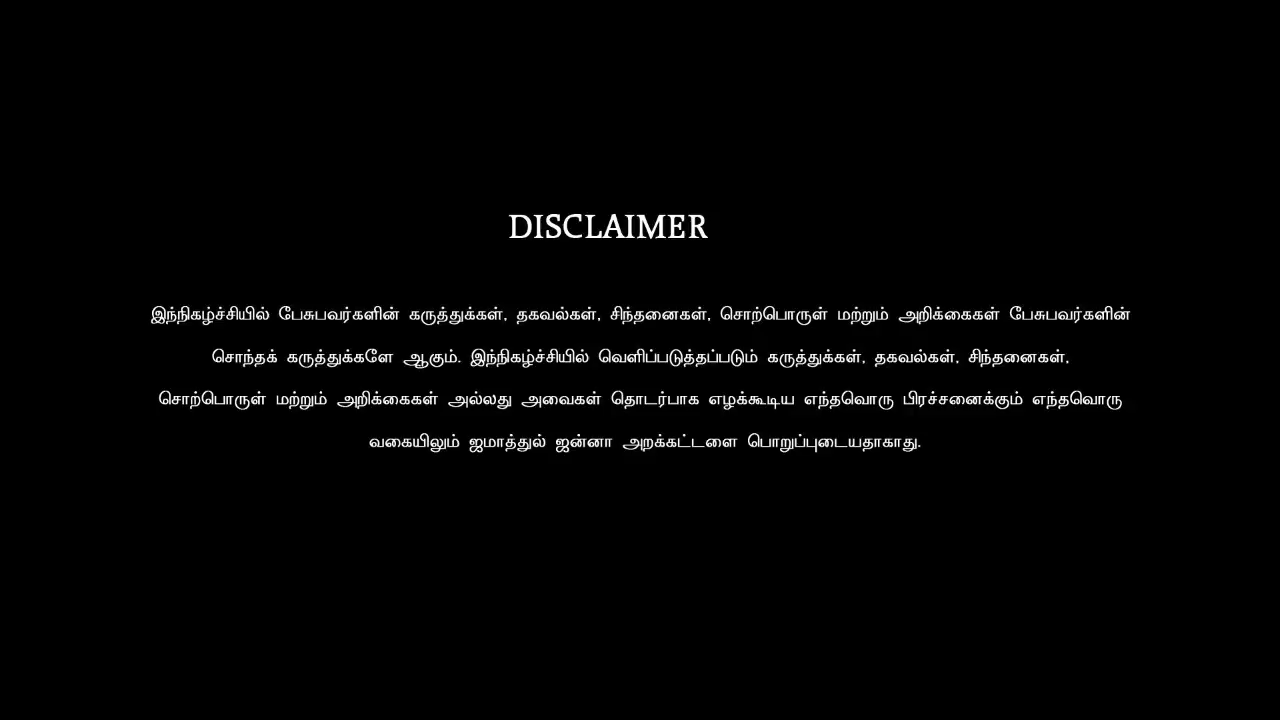 DISCLAIMER
இந்நிகழ்ச்சியில் பேசுபவர்களின் கருத்துக்கள், தகவல்கள், சிந்தனைகள், சொற்பொருள் மற்றும் அறிக்கைகள் பேசுபவர்களின்
சொந்தக் கருத்துக்களே ஆகும். இந்நிகழ்ச்சியில் வெளிப்படுத்தப்படும் கருத்துக்கள், தகவல்கள், சிந்தனைகள்,
சொற்பொருள் மற்றும் அறிக்கைகள் அல்லது அவைகள் தொடர்பாக எழக்கூடிய எந்தவொரு பிரச்சனைக்கும் எந்தவொரு
வகையிலும் ஜமாத்துல் ஜன்னா அறக்கட்டளை பொறுப்புடையதாகாது.